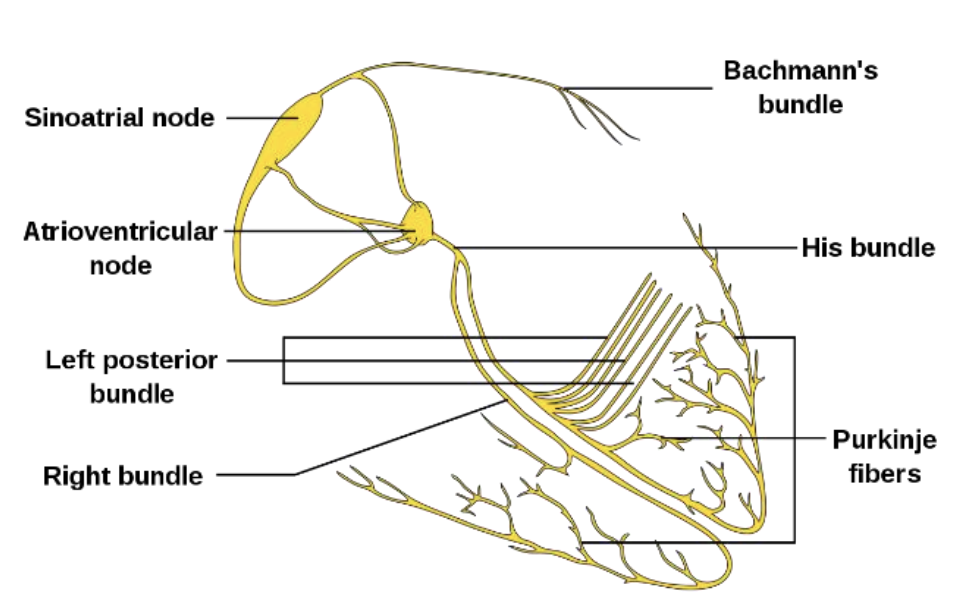 Bachmann's
bundle
Sinoatrial node
Atrioventricular
node
His bundle
Left posterior
bundle
Purkinje
fibers
Right bundle